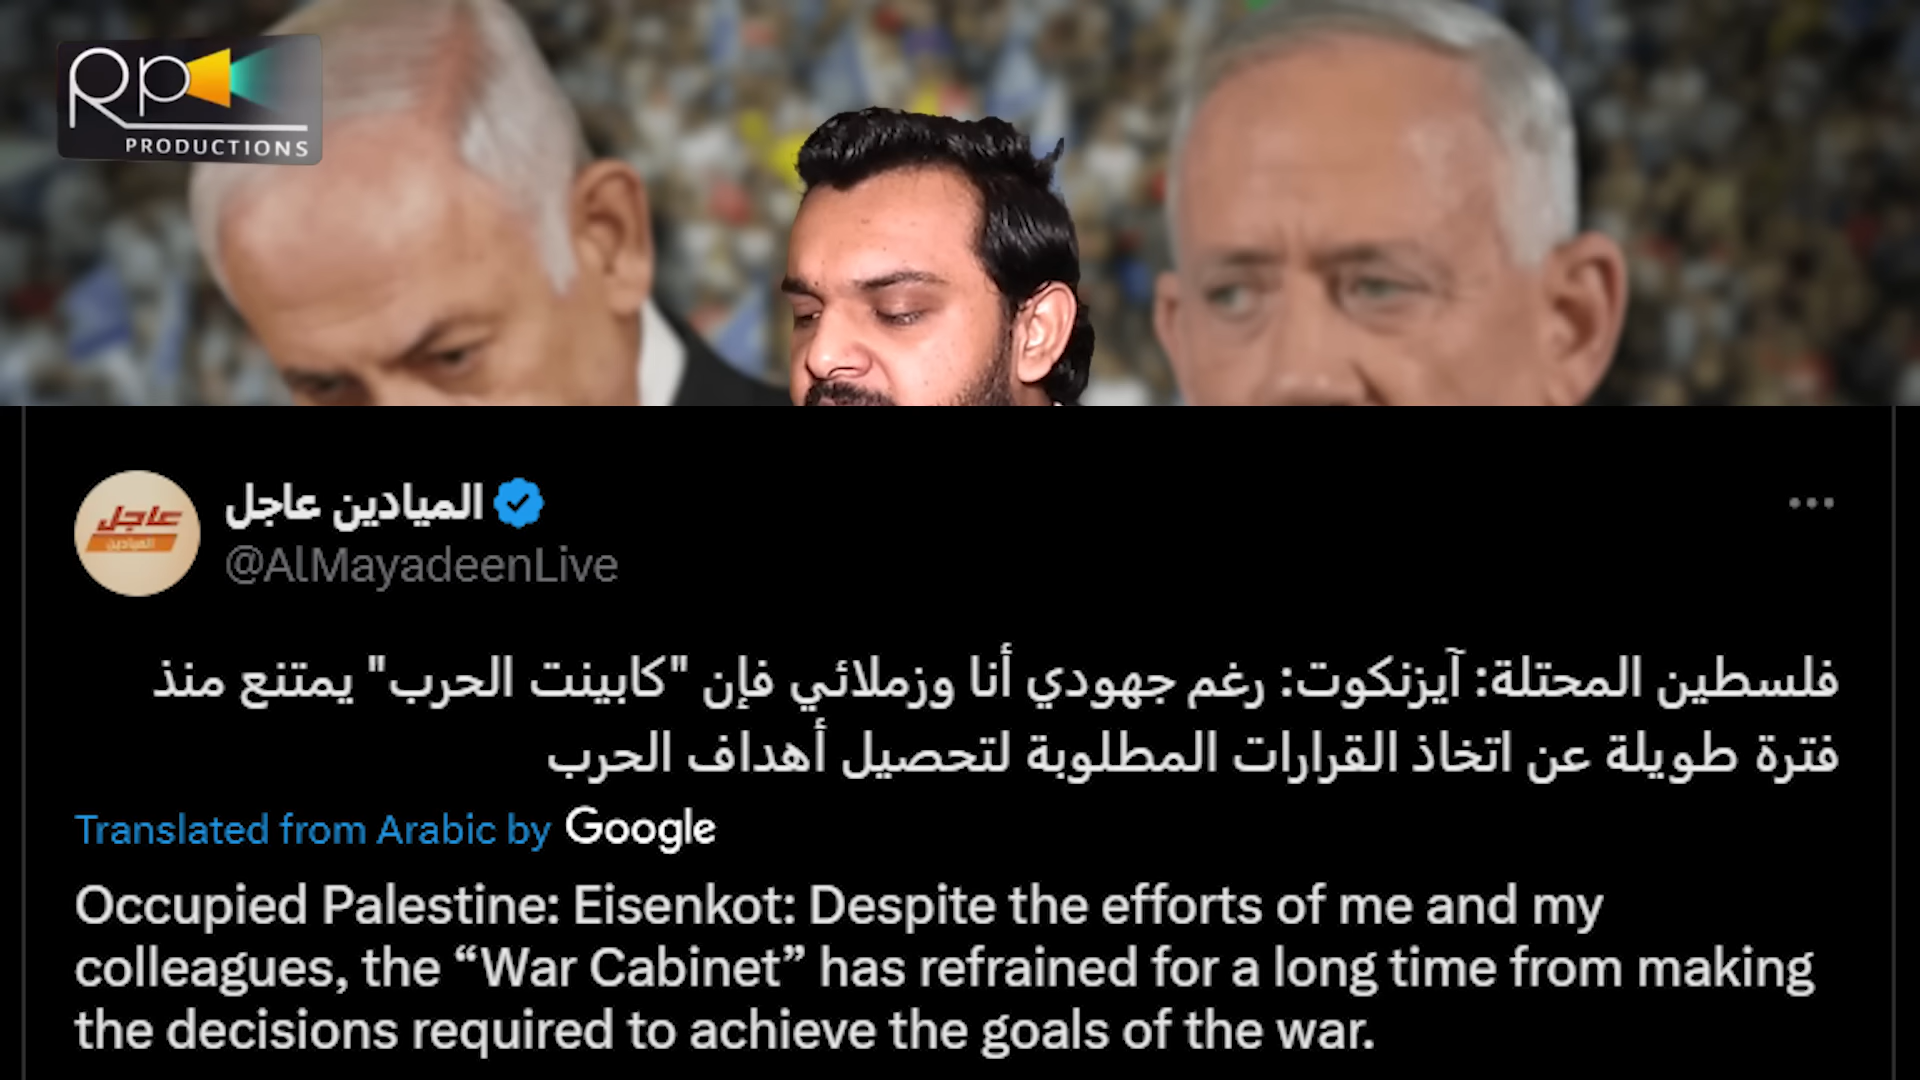 Rp
PRODUCTIONS
الميادين عاجل
@AlMayadeenLive
عاجل
الميادين
فلسطين المحتلة: آيزنكوت: رغم جهودي أنا وزملائي فإن "كابينت الحرب" يمتنع منذ
فترة طويلة عن اتخاذ القرارات المطلوبة لتحصيل أهداف الحرب
Translated from Arabic by Google
Occupied Palestine: Eisenkot: Despite the efforts of me and my
colleagues, the “War Cabinet” has refrained for a long time from making
the decisions required to achieve the goals of the war.